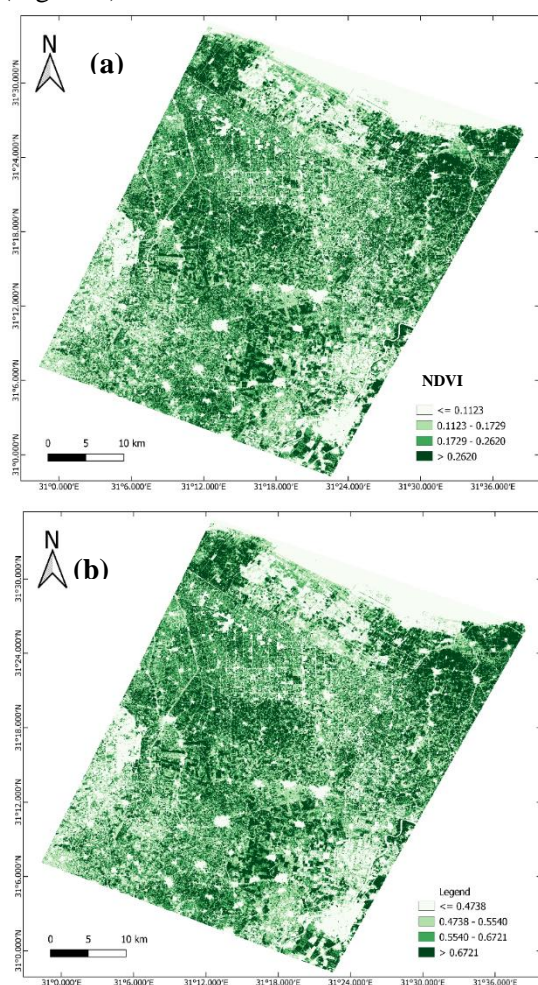 N
(a)
31°30.000'N
31°24.000'N
31°18.000'N
31°12.000'N
31°6.000'N
31°0.000'N
NDVI
<= 0.1123
0.1123 - 0.1729
0.1729 - 0.2620
> 0.2620
0 5 10 km
31°0.000'E 31°6.000'E 31°12.000'E 31°18.000'E 31°24.000'E 31°30.000'E 31°36.000'E
N
(b)
31°30.000'N
31°24.000'N
31°18.000'N
31°12.000'N
31°6.000'N
31°0.000'N
Legend
<= 0.4738
0.4738 - 0.5540
0.5540 - 0.6721
> 0.6721
0 5 10 km
31°0.000'E 31°6.000'E 31°12.000'E 31°18.000'E 31°24.000'E 31°30.000'E 31°36.000'E